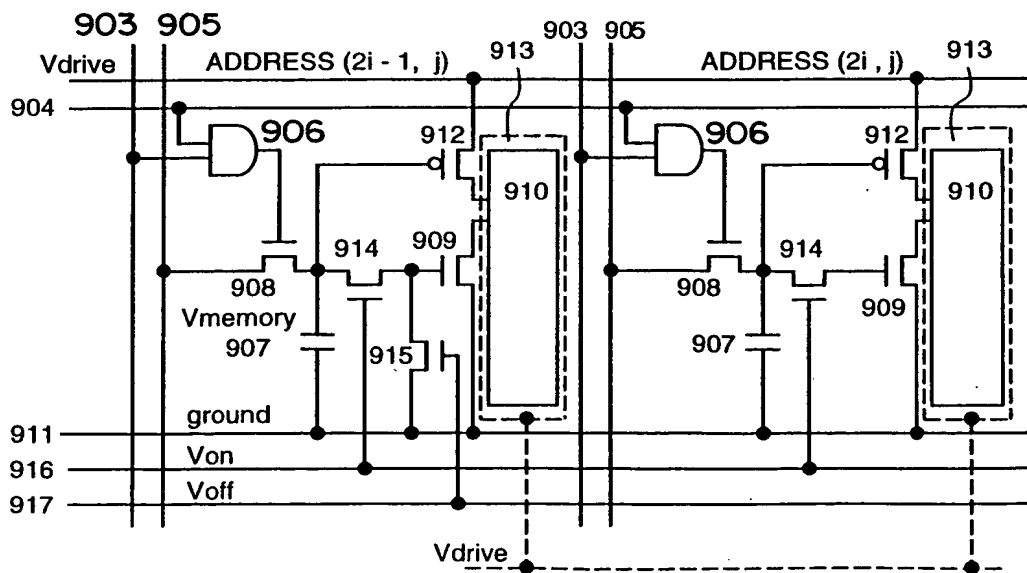 903 905 903 905
Vdrive ADDRESS (2i - 1, j) 913 ADDRESS (2i , j) 913
904
906 912 906 912
910 910
914 909 914
908 908 909
Vmemory
907 915 907
ground
911
Von
916
Voff
917
Vdrive